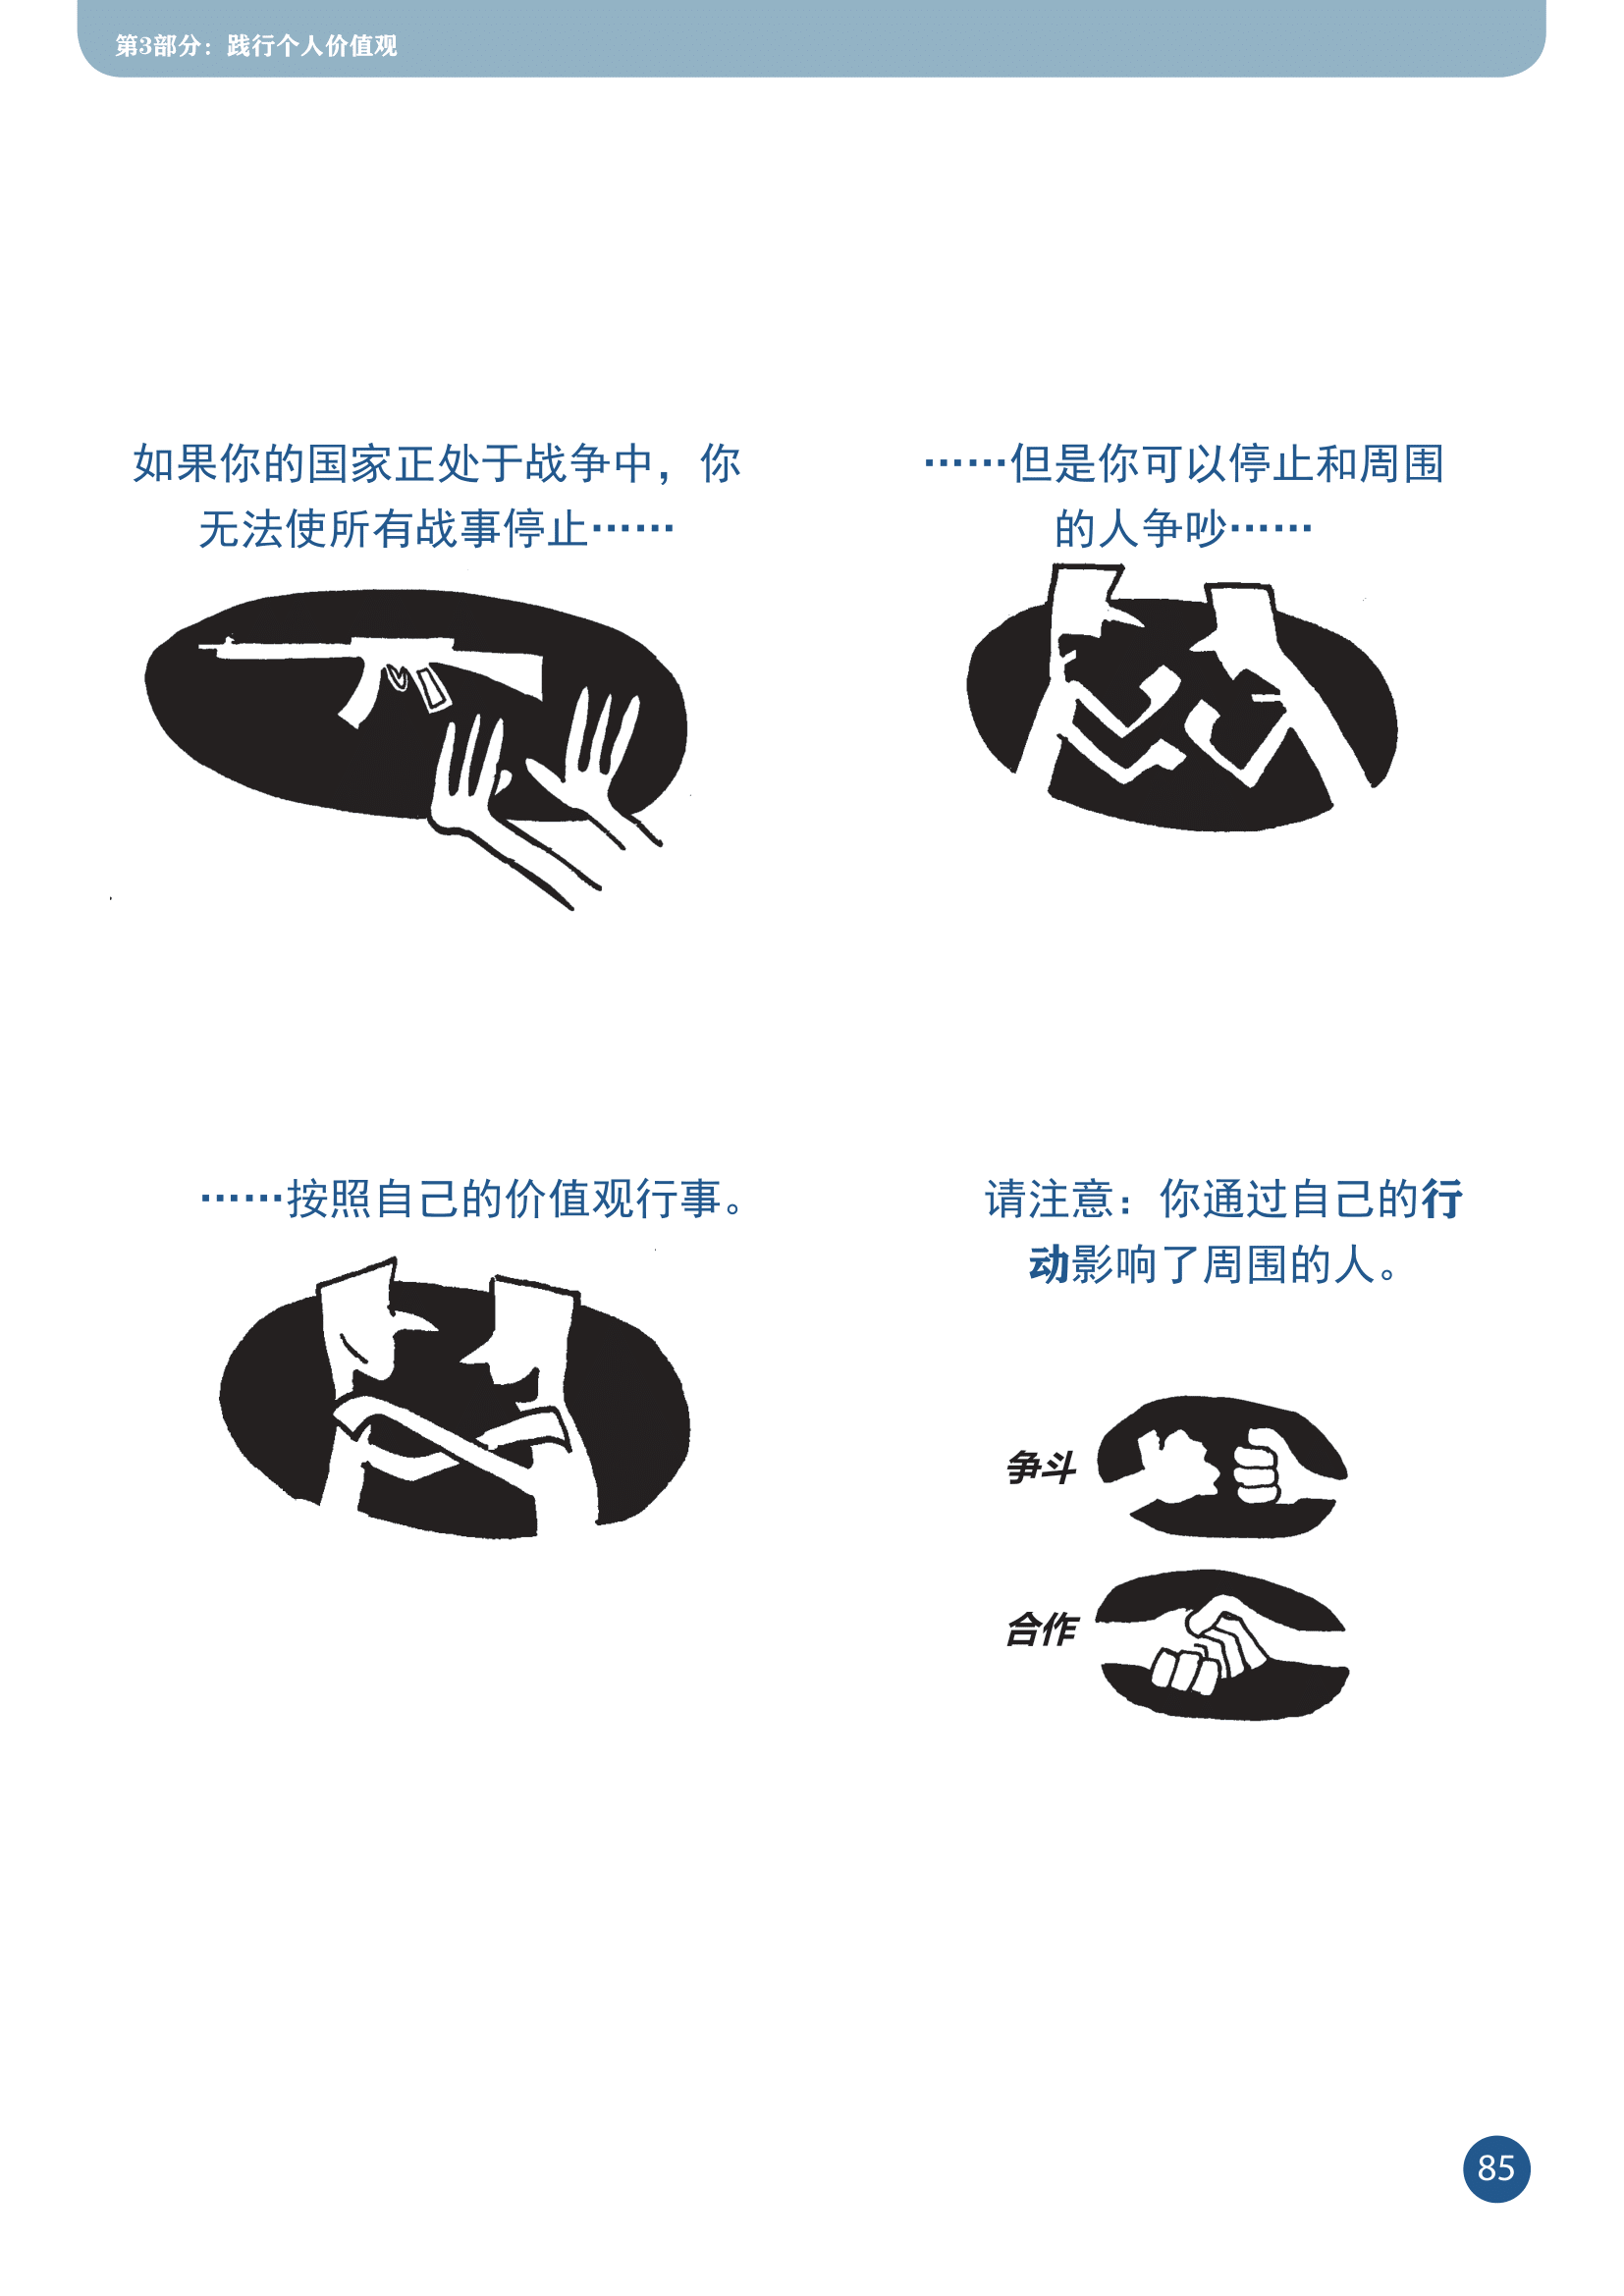 第3部分：践行个人价值观
如果你的国家正处于战争中，你
无法使所有战事停止……
……但是你可以停止和周围
的人争吵……
……按照自己的价值观行事。
请注意：你通过自己的行
动影响了周围的人。
争斗
合作
85